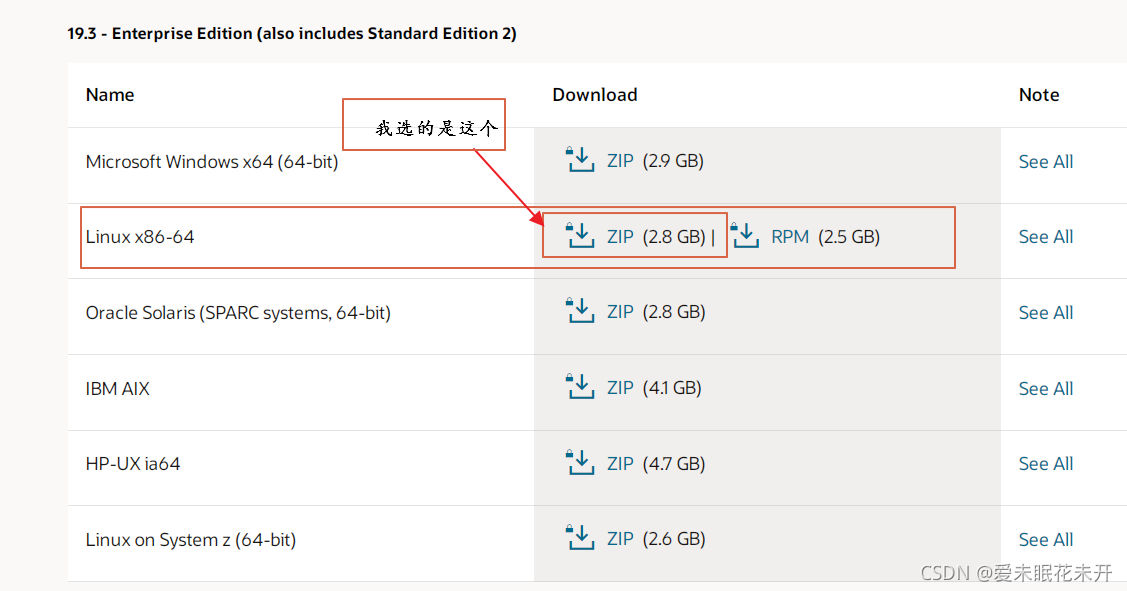 19.3 - Enterprise Edition (also includes Standard Edition 2)
Name Download Note
我选的是这个
Microsoft Windows x64 (64-bit) ZIP (2.9 GB) See All
Linux x86-64 ZIP (2.8 GB) | RPM (2.5 GB) See All
Oracle Solaris (SPARC systems, 64-bit) ZIP (2.8 GB) See All
IBM AIX ZIP (4.1 GB) See All
HP-UX ia64 ZIP (4.7 GB) See All
Linux on System z (64-bit) ZIP (2.6 GB) See All
CSDN @爱未眠花未开